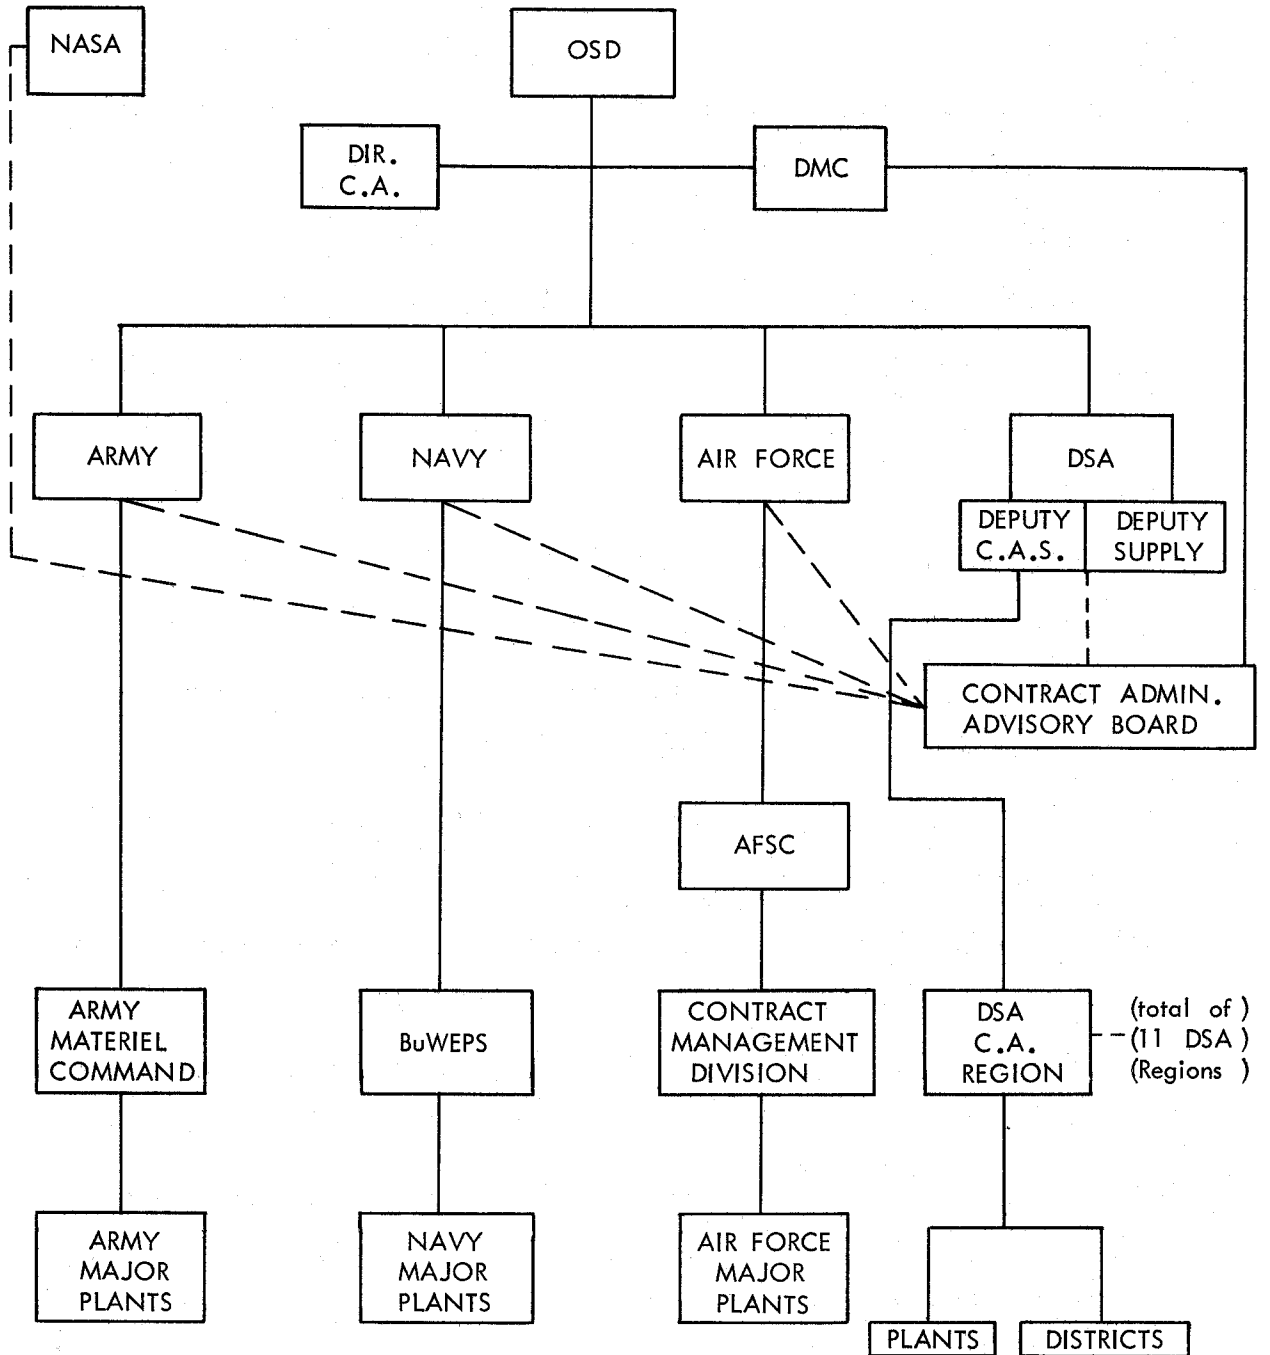 NASA
OSD
DIR.
C.A.
DMC
ARMY
NAVY
AIR FORCE
DSA
DEPUTY
C.A.S.
DEPUTY
SUPPLY
CONTRACT ADMIN.
ADVISORY BOARD
AFSC
ARMY
MATERIEL
COMMAND
BuWEPS
CONTRACT
MANAGEMENT
DIVISION
DSA
C.A.
REGION
(total of )
(11 DSA )
(Regions )
ARMY
MAJOR
PLANTS
NAVY
MAJOR
PLANTS
AIR FORCE
MAJOR
PLANTS
PLANTS
DISTRICTS